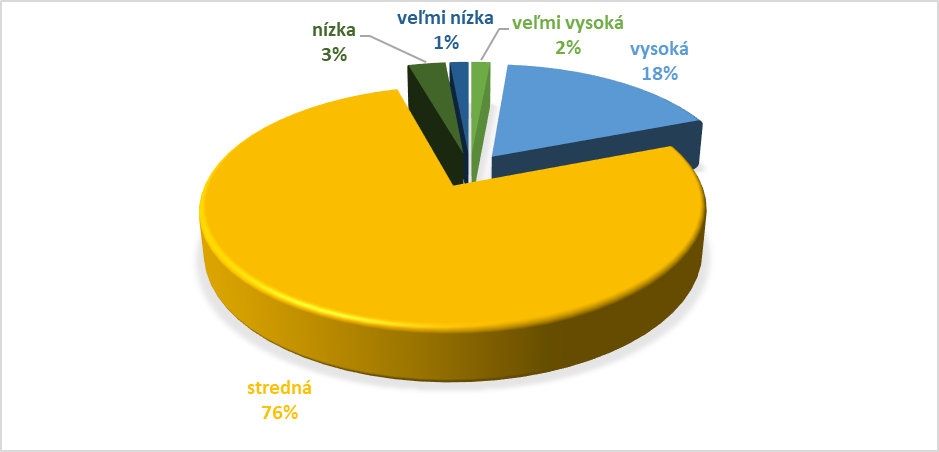 nízka
3%
veľmi nízka
1%
veľmi vysoká
2%
vysoká
18%
stredná
76%